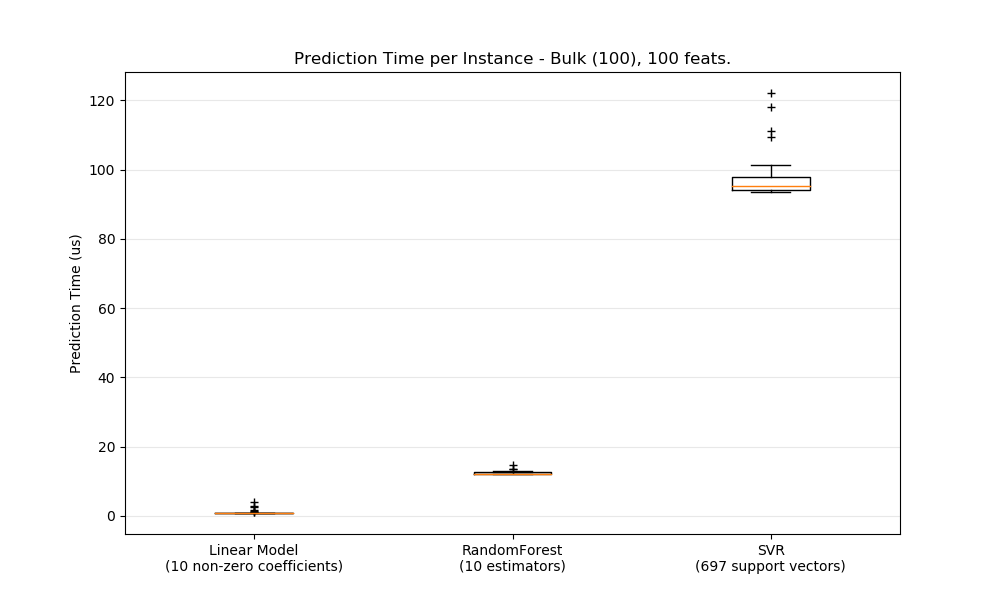 Prediction Time per Instance - Bulk (100), 100 feats.
120
100
80
60
40
20
0
Prediction Time (us)
Linear Model
(10 non-zero coefficients)
RandomForest
(10 estimators)
SVR
(697 support vectors)